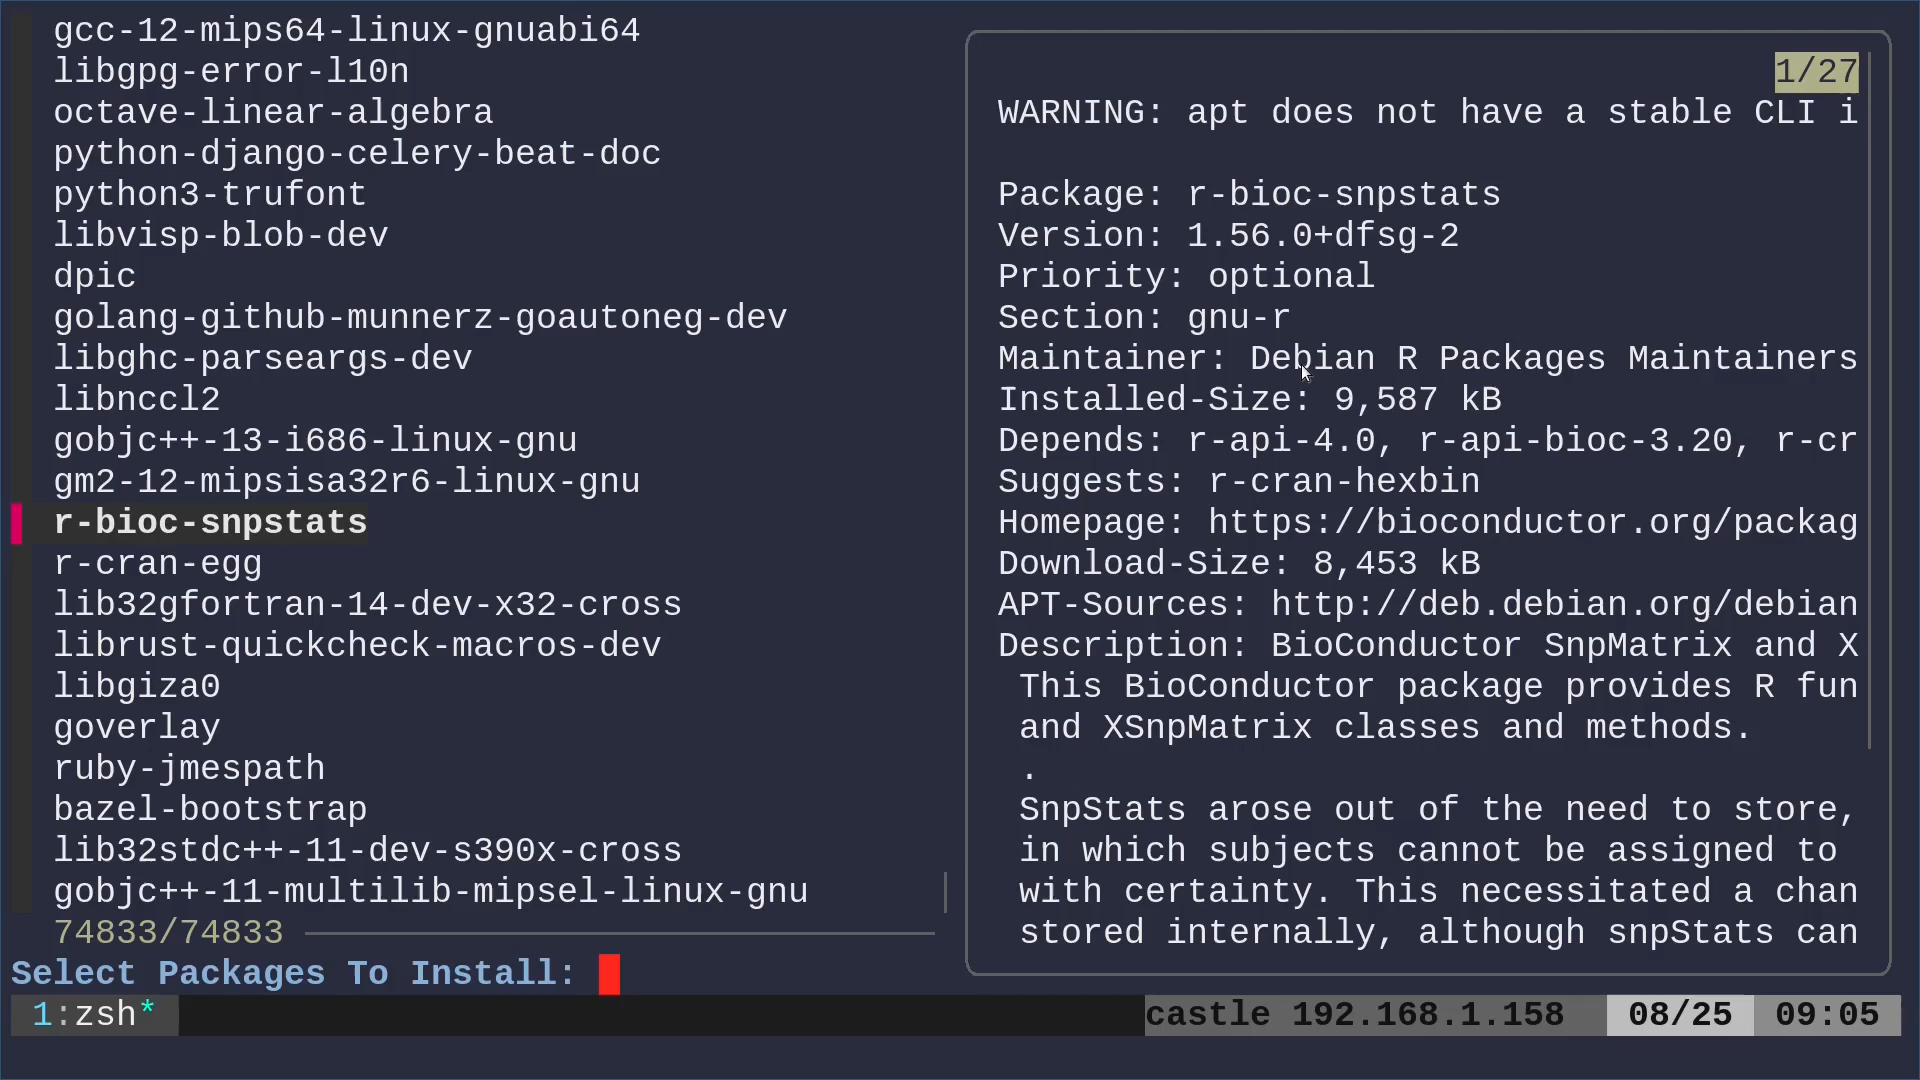 gcc-12-mips64-linux-gnuabi64
libgpg-error-l10n
octave-linear-algebra
python-django-celery-beat-doc
python3-trufont
libvisp-blob-dev
dpic
golang-github-munnerz-goautoneg-dev
libghc-parseargs-dev
libnccl2
gobjc++-13-i686-linux-gnu
gm2-12-mipsisa32r6-linux-gnu
r-bioc-snpstats
r-cran-egg
lib32gfortran-14-dev-x32-cross
librust-quickcheck-macros-dev
libgiza0
goverlay
ruby-jmespath
bazel-bootstrap
lib32stdc++-11-dev-s390x-cross
gobjc++-11-multilib-mipsel-linux-gnu
74833/74833
Select Packages To Install:
1/27
WARNING: apt does not have a stable CLI i
Package: r-bioc-snpstats
Version: 1.56.0+dfsg-2
Priority: optional
Section: gnu-r
Maintainer: Debian R Packages Maintainers
Installed-Size: 9,587 kB
Depends: r-api-4.0, r-api-bioc-3.20, r-cr
Suggests: r-cran-hexbin
Homepage: https://bioconductor.org/packag
Download-Size: 8,453 kB
APT-Sources: http://deb.debian.org/debian
Description: BioConductor SnpMatrix and X
This BioConductor package provides R fun
and XSnpMatrix classes and methods.
.
SnpStats arose out of the need to store,
in which subjects cannot be assigned to
with certainty. This necessitated a chan
stored internally, although snpStats can
1:zsh* castle 192.168.1.158 08/25 09:05